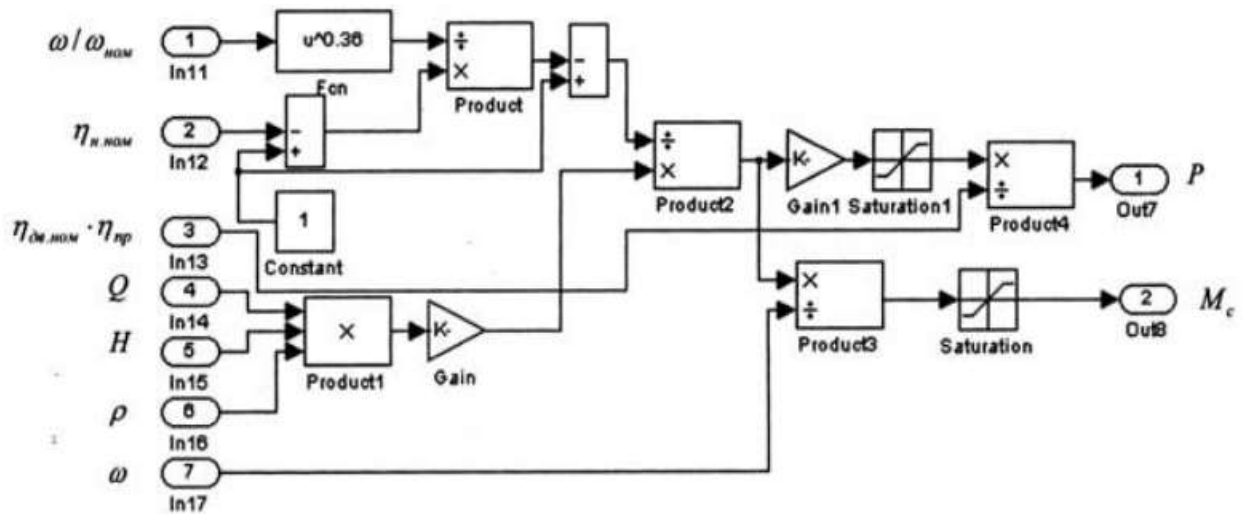 ω/ω_ном
1
In11
u^0.36
Fcn
÷
×
Product
-
+
η_н.ном
2
In12
-
+
÷
×
Product2
K-
Gain1
Saturation1
×
÷
Product4
1
Out7
P
η_дв.ном · η_пр
3
In13
1
Constant
Q
4
In14
H
5
In15
×
Product1
K-
Gain
×
÷
Product3
Saturation
2
Out8
M_c
ρ
6
In16
ω
7
In17